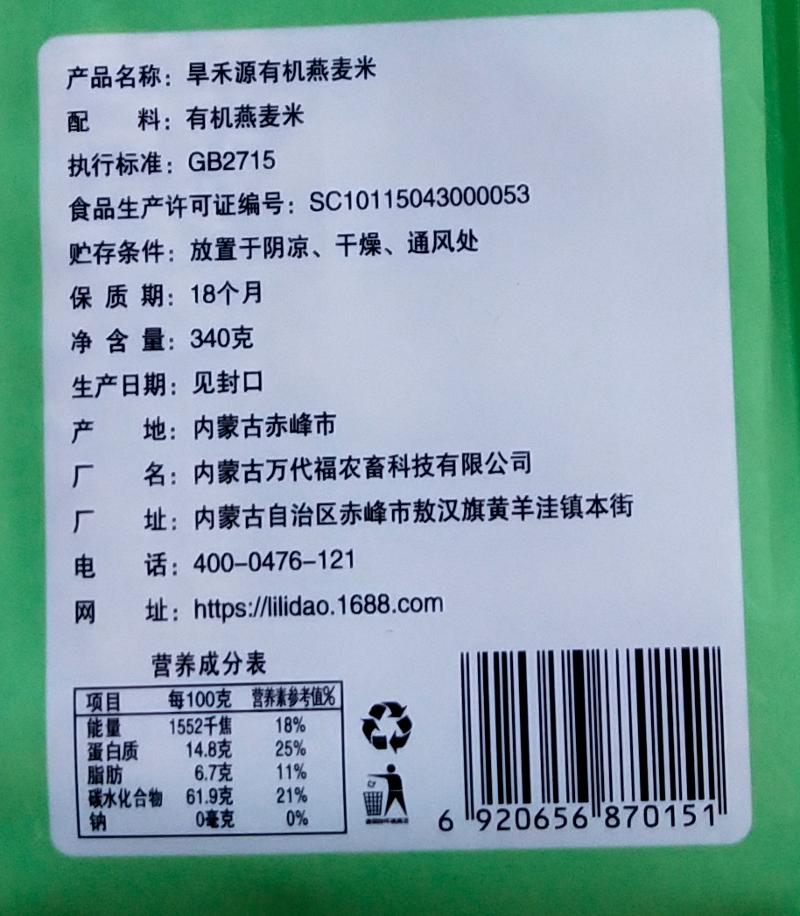 产品名称：旱禾源有机燕麦米
配 料：有机燕麦米
执行标准：GB2715
食品生产许可证编号：SC10115043000053
贮存条件：放置于阴凉、干燥、通风处
保 质 期：18个月
净 含 量：340克
生产日期：见封口
产 地：内蒙古赤峰市
厂 名：内蒙古万代福农畜科技有限公司
厂 址：内蒙古自治区赤峰市敖汉旗黄羊洼镇本街
电 话：400-0476-121
网 址：https://lilidao.1688.com
营养成分表
项目 每100克 营养素参考值%
能量 1552千焦 18%
蛋白质 14.8克 25%
脂肪 6.7克 11%
碳水化合物 61.9克 21%
钠 0毫克 0%
6 920656 870151